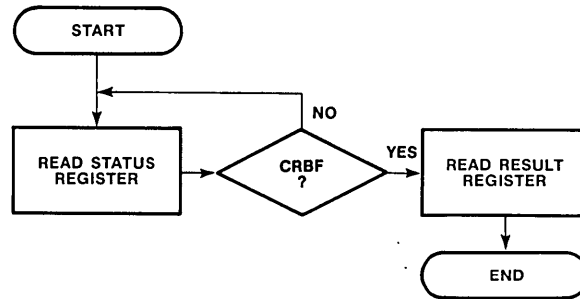 START
NO
READ STATUS
REGISTER
CRBF
?
YES
READ RESULT
REGISTER
END